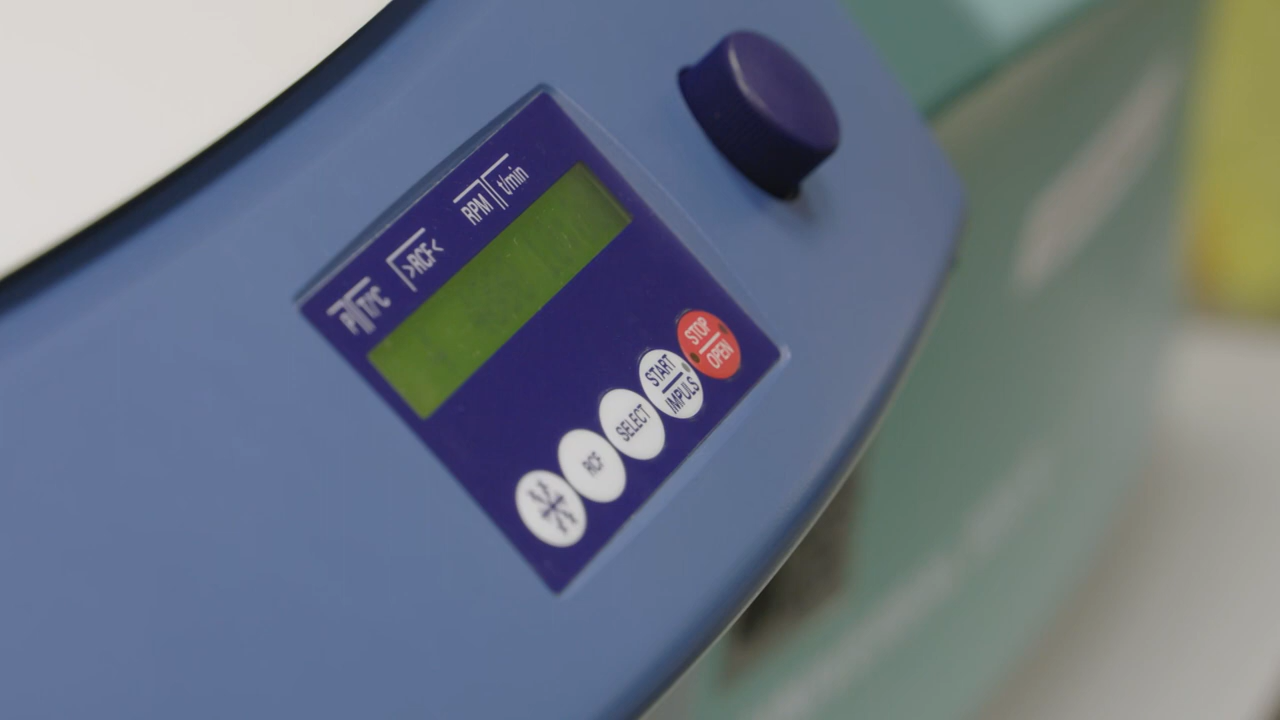 T/°C
>RCF<
RPM
t/min
RCF
SELECT
START
IMPULS
STOP
OPEN